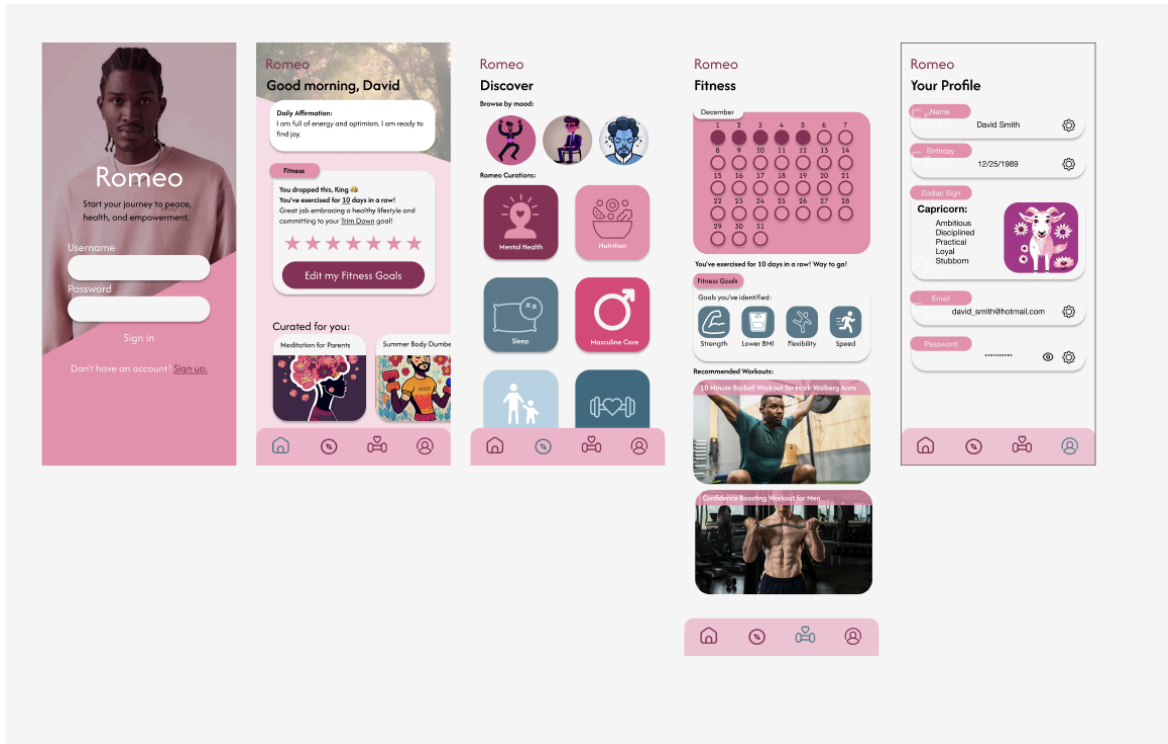 Romeo
Start your journey to peace,
health, and empowerment.
Username
Password
Sign in
Don't have an account? Sign up.
Romeo
Good morning, David
Daily Affirmation:
I am full of energy and optimism. I am ready to
find joy.
Fitness
You dropped this, King 👑
You've exercised for 10 days in a row!
Great job embracing a healthy lifestyle and
committing to your Trim Down goal!
Edit my Fitness Goals
Curated for you:
Meditation for Parents
Summer Body Dumbe
Romeo
Discover
Browse by mood:
Romeo Curations:
Mental Health
Nutrition
Sleep
Masculine Care
Romeo
Fitness
December
1 2 3 4 5 6 7
8 9 10 11 12 13 14
15 16 17 18 19 20 21
22 23 24 25 26 27 28
29 30 31
You've exercised for 10 days in a row! Way to go!
Fitness Goals
Goals you've identified:
Strength
Lower BMI
Flexibility
Speed
Recommended Workouts:
10 Minute Barbell Workout for Mark Walberg Arms
Confidence Boosting Workout for Men
Romeo
Your Profile
Name
David Smith
Birthday
12/25/1989
Zodiac Sign
Capricorn:
Ambitious
Disciplined
Practical
Loyal
Stubborn
Email
david_smith@hotmail.com
Password